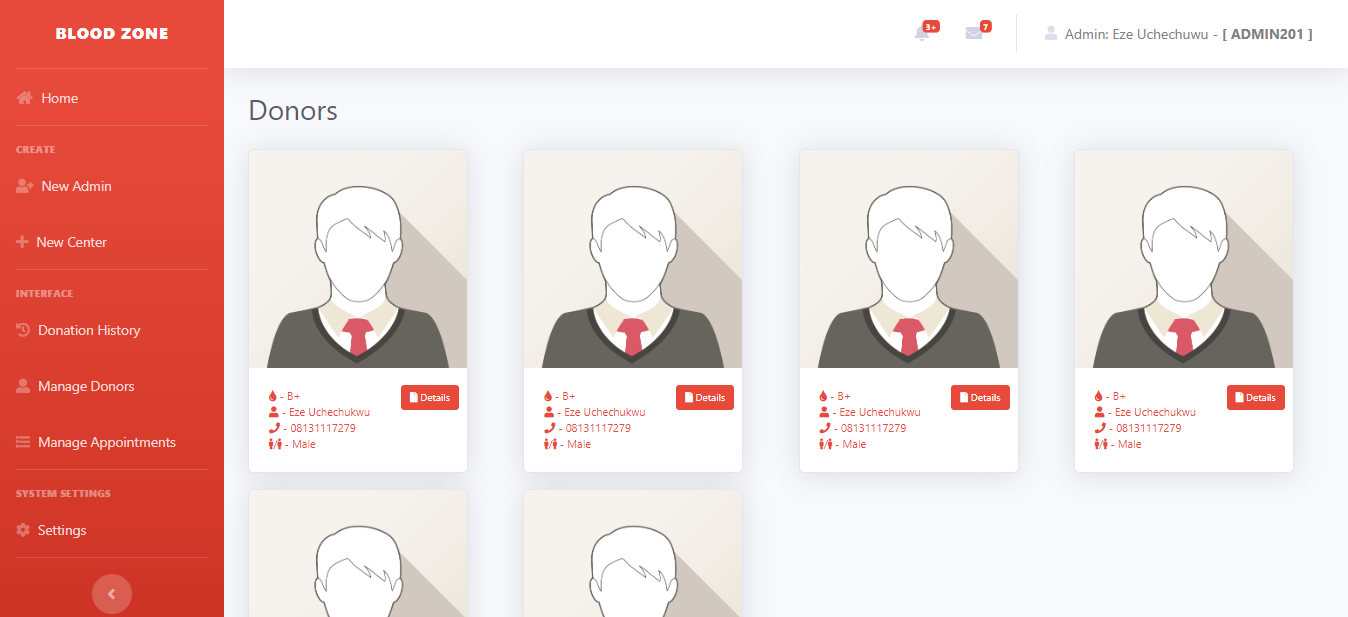 BLOOD ZONE
3+
7
Admin: Eze Uchechuwu - [ ADMIN201 ]
Home
CREATE
New Admin
New Center
INTERFACE
Donation History
Manage Donors
Manage Appointments
SYSTEM SETTINGS
Settings
Donors
- B+
Details
- Eze Uchechukwu
- 08131117279
/ - Male
- B+
Details
- Eze Uchechukwu
- 08131117279
/ - Male
- B+
Details
- Eze Uchechukwu
- 08131117279
/ - Male
- B+
Details
- Eze Uchechukwu
- 08131117279
/ - Male